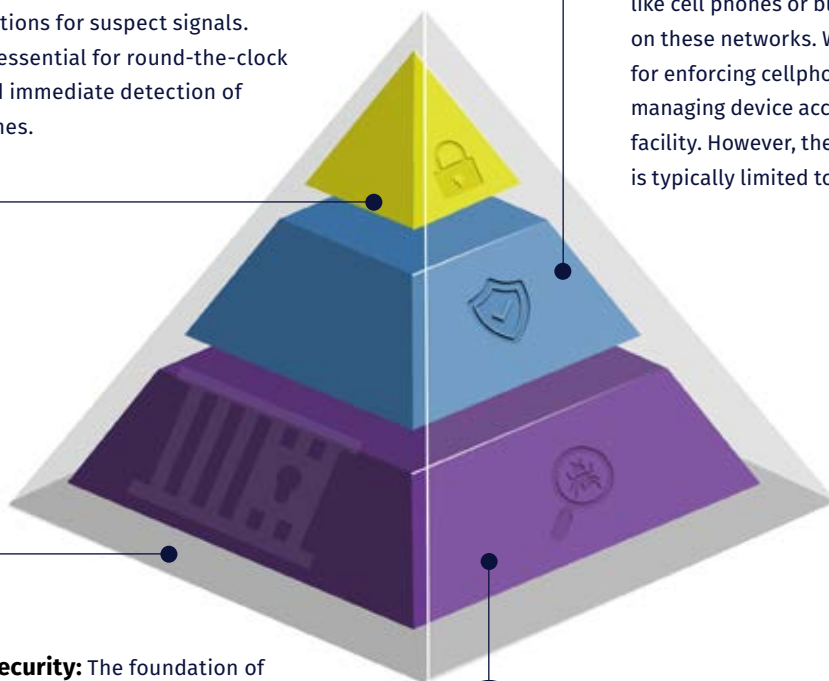 tions for suspect signals.
essential for round-the-clock
immediate detection of
nes.
like cell phones or bu
on these networks. W
for enforcing cellpho
managing device acc
facility. However, the
is typically limited to
ecurity: The foundation of